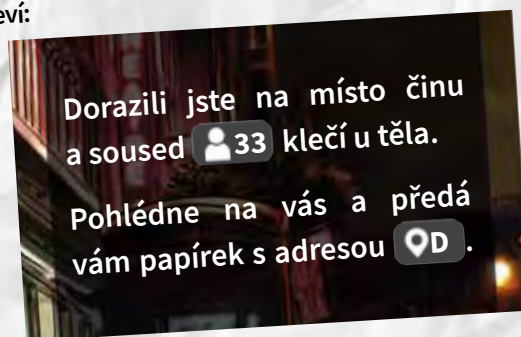 eví:
Dorazili jste na místo činu
a soused 33 klečí u těla.
Pohlédne na vás a předá
vám papírek s adresou D.